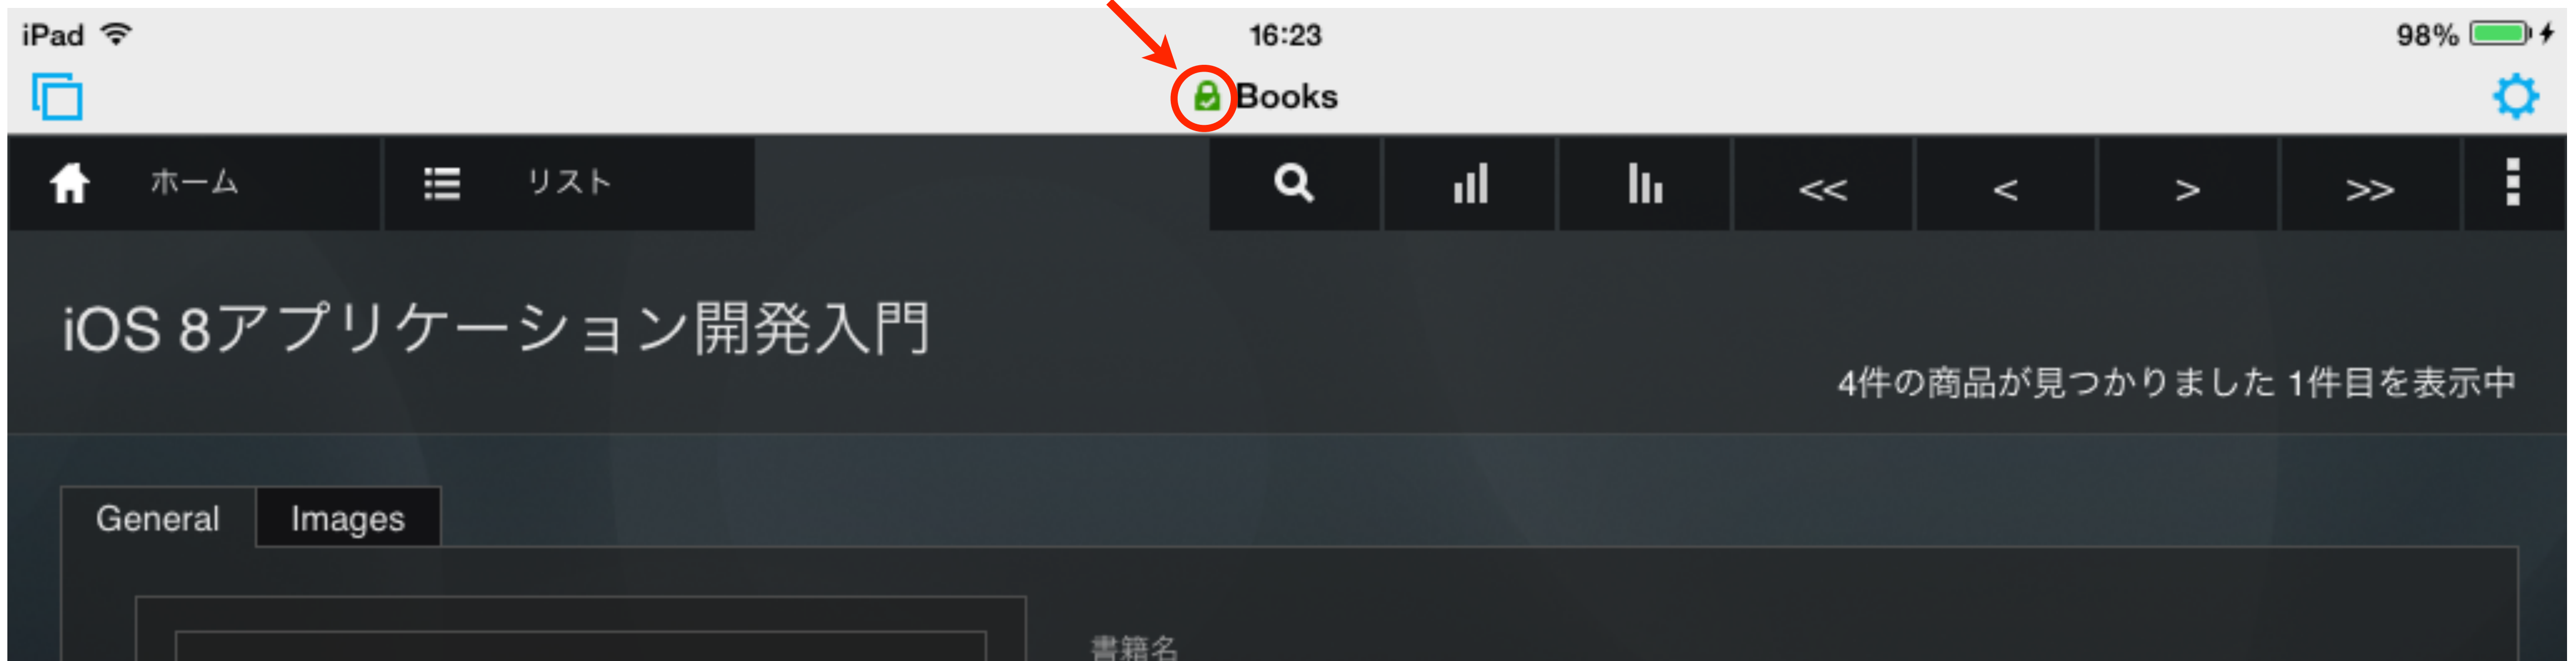 iPad 16:23 98%
Books
ホーム リスト << < > >>
iOS 8アプリケーション開発入門
4件の商品が見つかりました 1件目を表示中
General Images
書籍名